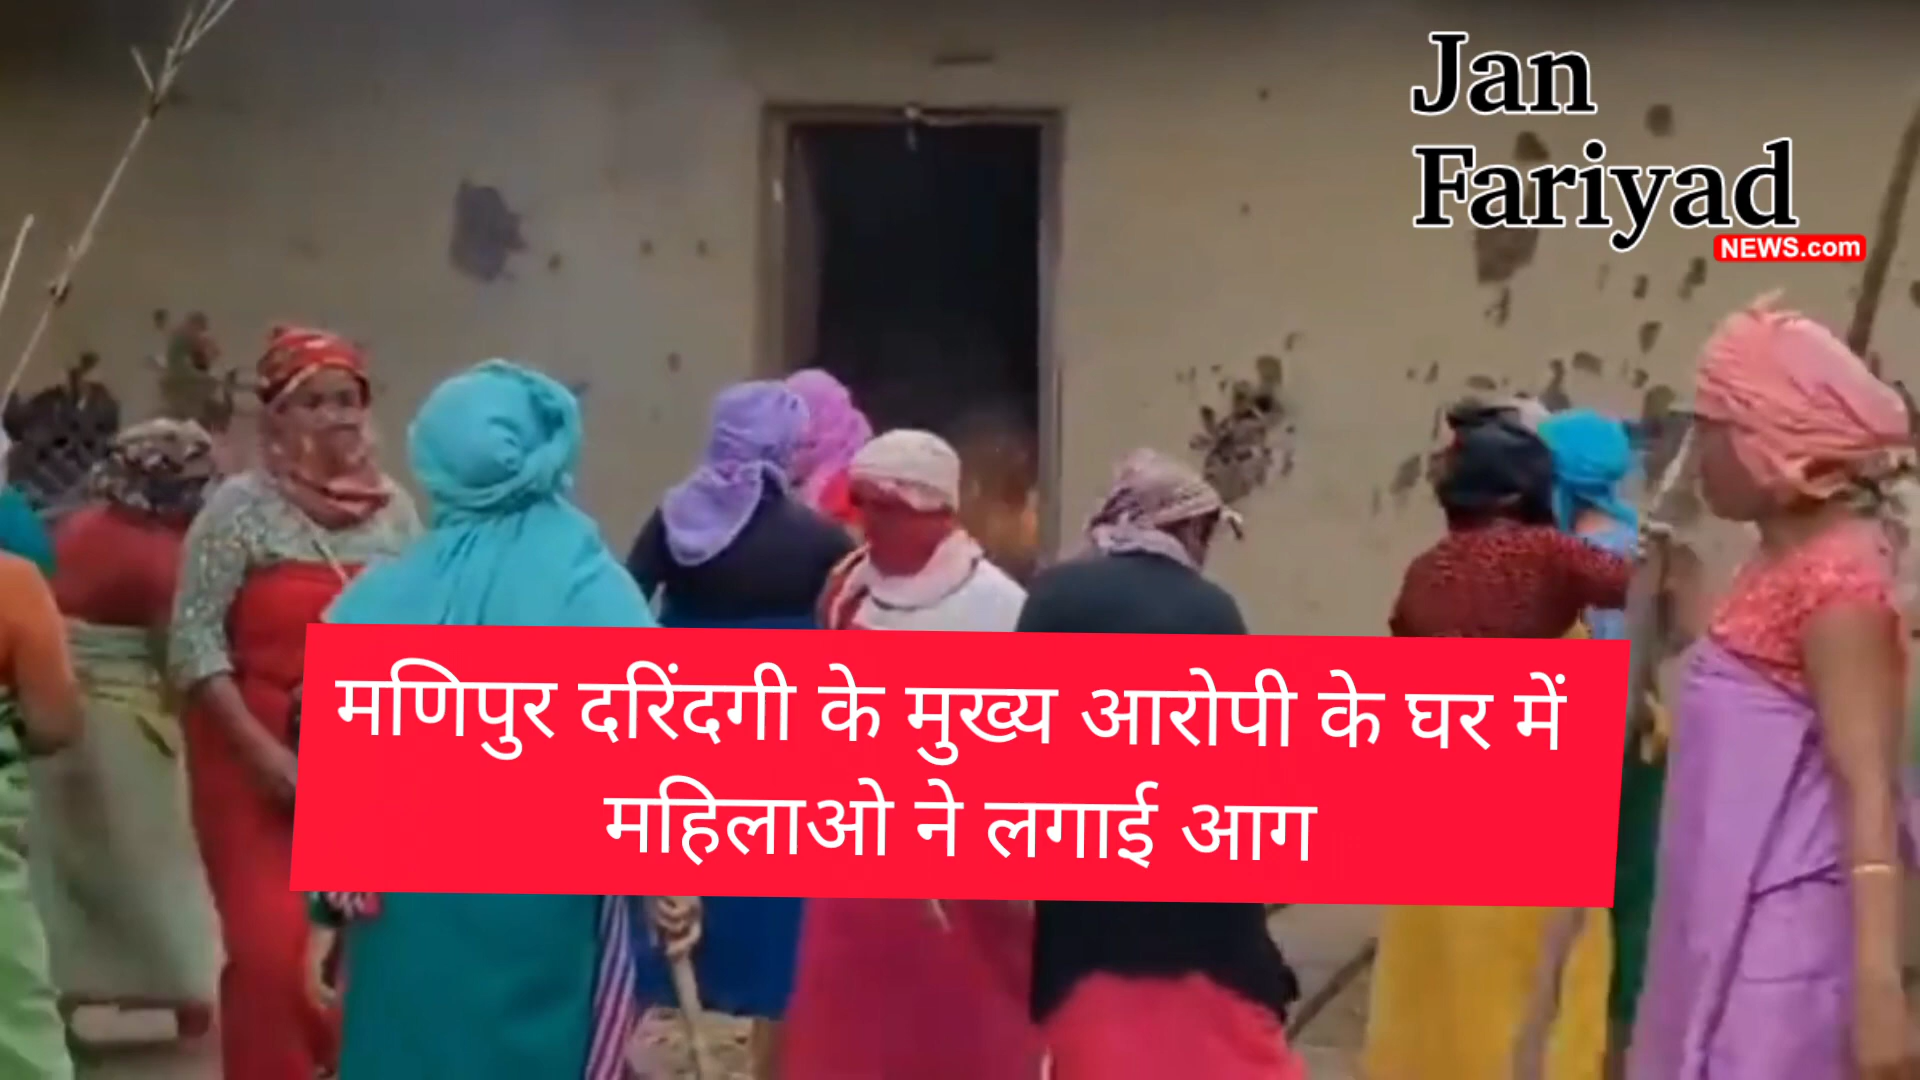 Jan
Fariyad
NEWS.com
मणिपुर दरिंदगी के मुख्य आरोपी के घर में
महिलाओ ने लगाई आग